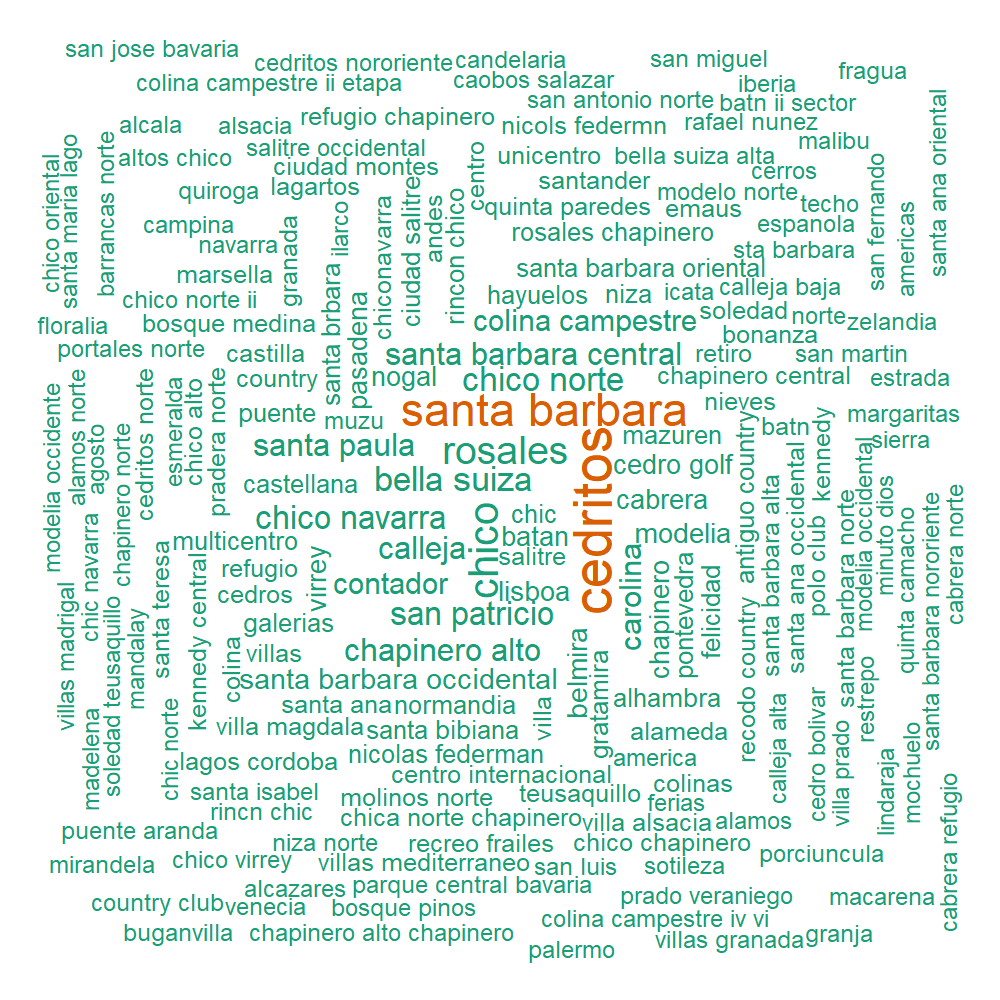 san jose bavaria
cedritos nororiente
candelaria
san miguel
fragua
colina campestre ii etapa
caobos salazar
iberia
san antonio norte
batn ii sector
santa ana oriental
alcala
alsacia
refugio chapinero
nicols federmn
rafael nunez
malibu
chico oriental
santa maria lago
barrancas norte
altos chico
salitre occidental
ciudad montes
centro
unicentro
bella suiza alta
cerros
san fernando
quiroga
lagartos
santander
modelo norte
techo
americas
campina
granada
ilarco
chiconavarra
ciudad salitre
andes
rincon chico
quinta paredes
emaus
espanola
navarra
rosales chapinero
sta barbara
marsella
santa brbara
pasadena
santa barbara oriental
chico norte ii
hayuelos
niza
icata
calleja baja
floralia
bosque medina
colina campestre
soledad
norte
zelandia
bonanza
portales norte
castilla
santa barbara central
retiro
san martin
country
nogal
chico norte
chapinero central
estrada
modelia occidente
alamos norte
agosto
chapinero norte
cedritos norte
esmeralda
chico alto
pradera norte
puente
muzu
santa barbara
nieves
margaritas
batn
kennedy
sierra
santa paula
rosales
cedritos
mazuren
antiguo country
castellana
bella suiza
cedro golf
santa barbara alta
santa ana occidental
polo club
santa barbara norte
modelia occidental
minuto dios
quinta camacho
santa barbara nororiente
cabrera norte
chico navarra
chico
chic
cabrera
multicentro
calleja
batan
modelia
chic navarra
santa teresa
refugio
virrey
salitre
carolina
cedros
contador
lisboa
chapinero
pontevedra
felicidad
villas madrigal
soledad teusaquillo
mandalay
kennedy central
colina
galerias
san patricio
villas
chapinero alto
belmira
gratamira
recodo country
santa barbara occidental
alhambra
calleja alta
cedro bolivar
villa prado
restrepo
santa ana
normandia
villa
madelena
chic norte
villa magdala
santa bibiana
alameda
lindaraja
mochuelo
lagos cordoba
nicolas federman
america
centro internacional
colinas
cabrera refugio
santa isabel
molinos norte
teusaquillo
ferias
rincn chic
chica norte chapinero
villa alsacia
alamos
puente aranda
niza norte
recreo frailes
chico chapinero
porciuncula
mirandela
chico virrey
villas mediterraneo
san luis
sotileza
alcazares
parque central bavaria
prado veraniego
macarena
country club
venecia
bosque pinos
colina campestre iv vi
buganvilla
chapinero alto chapinero
palermo
villas granada
granja